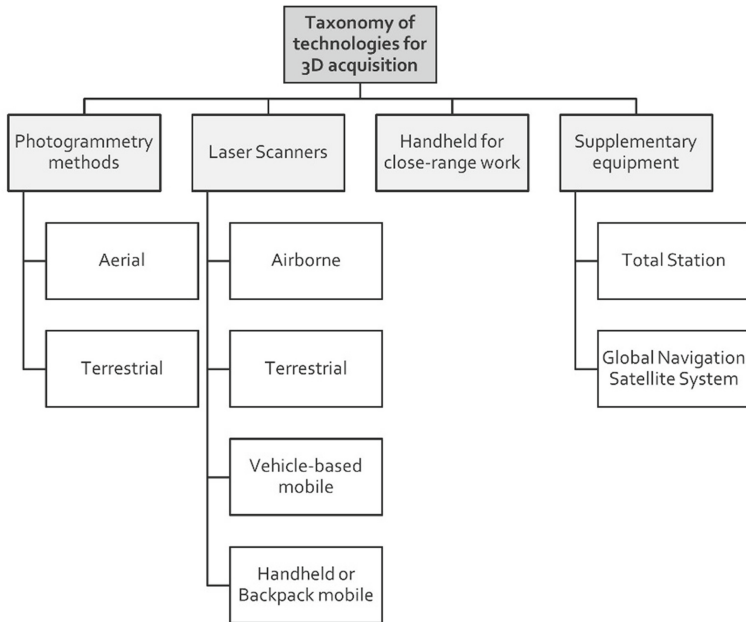 Taxonomy of
technologies for
3D acquisition
Photogrammetry
methods
Laser Scanners
Handheld for
close-range work
Supplementary
equipment
Aerial
Terrestrial
Airborne
Terrestrial
Vehicle-based
mobile
Handheld or
Backpack mobile
Total Station
Global Navigation
Satellite System